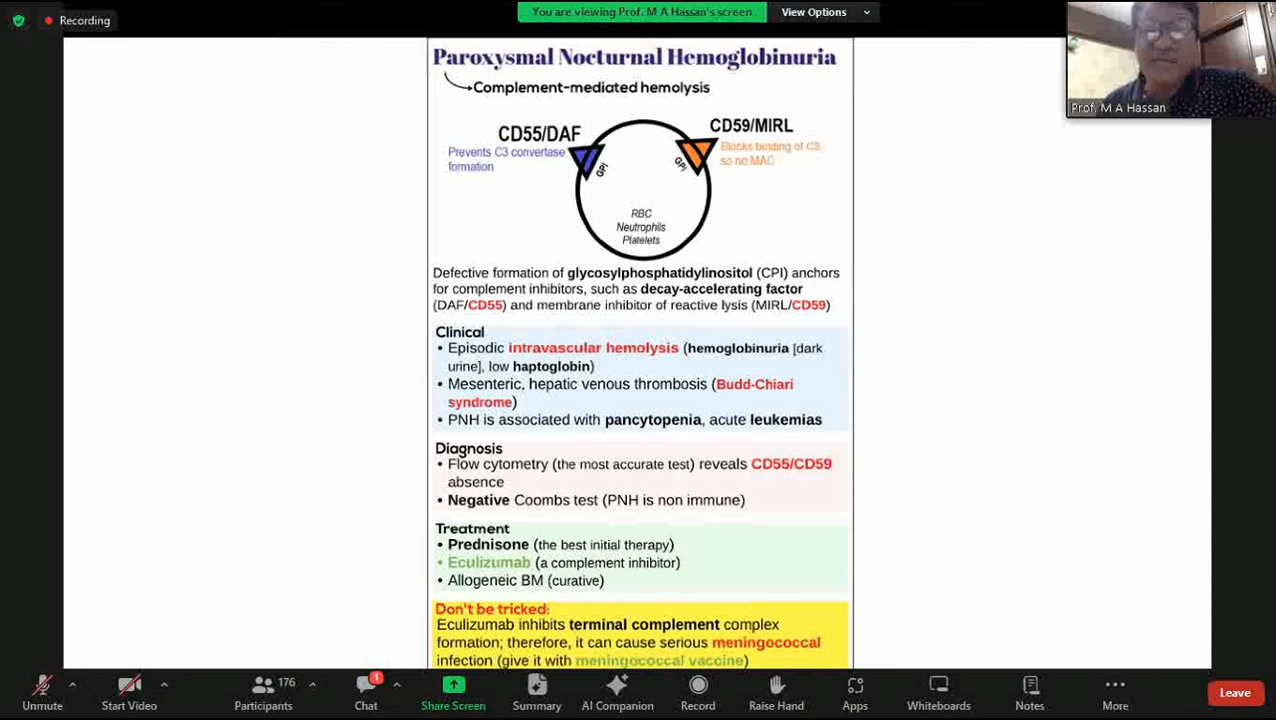 Recording
You are viewing Prof. M A Hassan's screen
View Options
Prof. M A Hassan
Paroxysmal Nocturnal Hemoglobinuria
Complement-mediated hemolysis
CD55/DAF
Prevents C3 convertase
formation
GPI
CD59/MIRL
Blocks binding of C9
so no MAC
GPI
RBC
Neutrophils
Platelets
Defective formation of glycosylphosphatidylinositol (CPI) anchors
for complement inhibitors, such as decay-accelerating factor
(DAF/CD55) and membrane inhibitor of reactive lysis (MIRL/CD59)
Clinical
• Episodic intravascular hemolysis (hemoglobinuria [dark
urine], low haptoglobin)
• Mesenteric, hepatic venous thrombosis (Budd-Chiari
syndrome)
• PNH is associated with pancytopenia, acute leukemias
Diagnosis
• Flow cytometry (the most accurate test) reveals CD55/CD59
absence
• Negative Coombs test (PNH is non immune)
Treatment
• Prednisone (the best initial therapy)
• Eculizumab (a complement inhibitor)
• Allogeneic BM (curative)
Don't be tricked:
Eculizumab inhibits terminal complement complex
formation; therefore, it can cause serious meningococcal
infection (give it with meningococcal vaccine)
Unmute
Start Video
176
Participants
1
Chat
Share Screen
Summary
AI Companion
Record
Raise Hand
Apps
Whiteboards
Notes
More
Leave